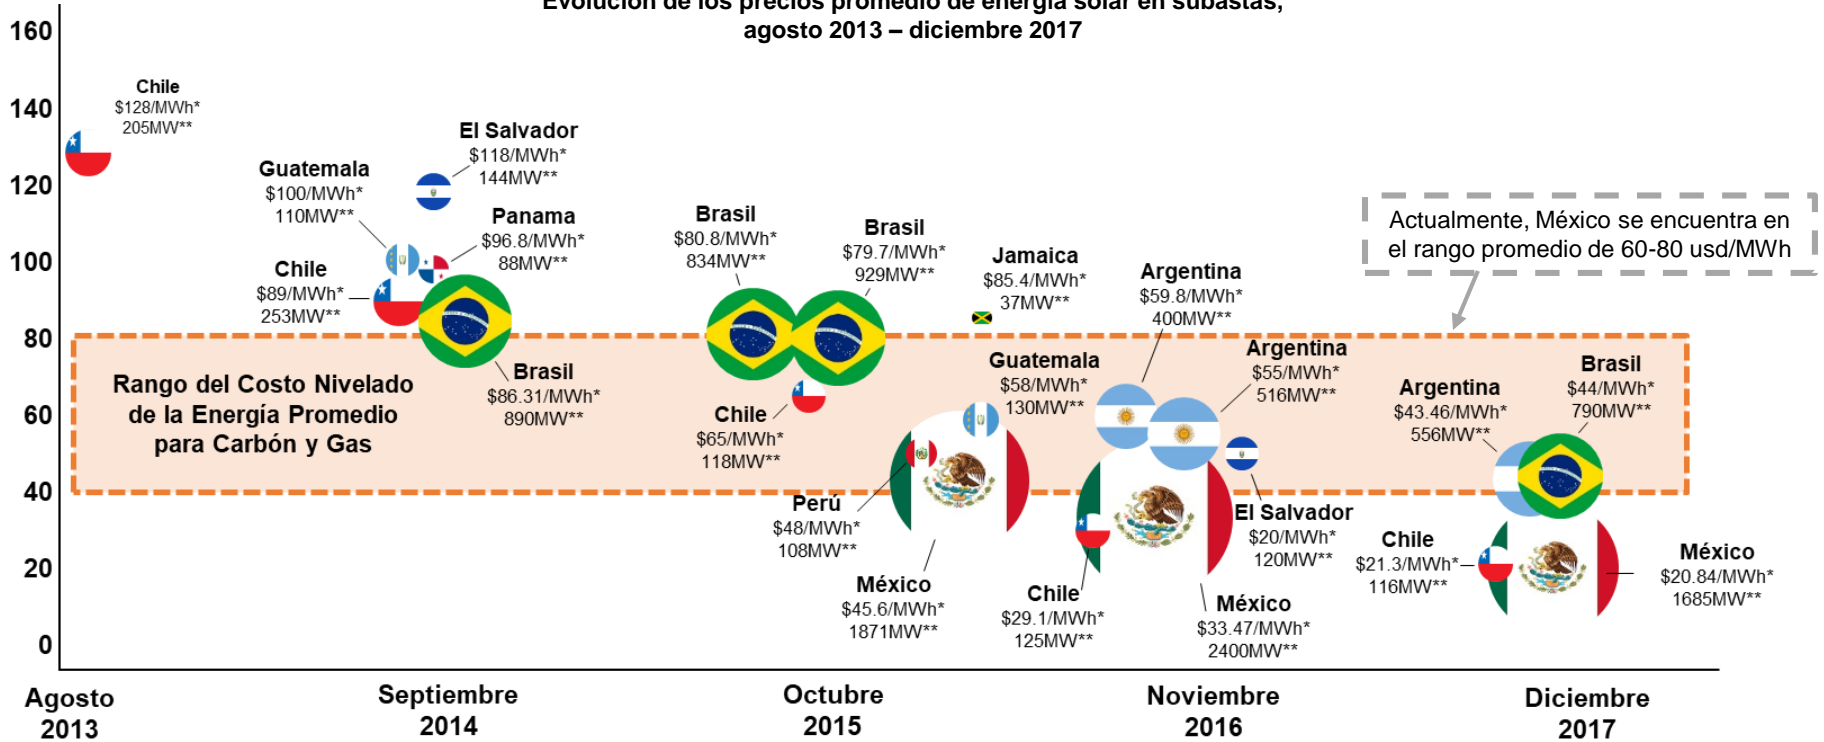 Evolución de los precios promedio de energía solar en subastas,
agosto 2013 – diciembre 2017
160
140
120
100
80
60
40
20
0
Chile
$128/MWh*
205MW**
Guatemala
$100/MWh*
110MW**
El Salvador
$118/MWh*
144MW**
Panama
$96.8/MWh*
88MW**
Chile
$89/MWh*
253MW**
Brasil
$86.31/MWh*
890MW**
Brasil
$80.8/MWh*
834MW**
Brasil
$79.7/MWh*
929MW**
Chile
$65/MWh*
118MW**
Jamaica
$85.4/MWh*
37MW**
Guatemala
$58/MWh*
130MW**
Perú
$48/MWh*
108MW**
México
$45.6/MWh*
1871MW**
Argentina
$59.8/MWh*
400MW**
Argentina
$55/MWh*
516MW**
El Salvador
$20/MWh*
120MW**
Chile
$29.1/MWh*
125MW**
México
$33.47/MWh*
2400MW**
Argentina
$43.46/MWh*
556MW**
Brasil
$44/MWh*
790MW**
Chile
$21.3/MWh*
116MW**
México
$20.84/MWh*
1685MW**
Actualmente, México se encuentra en
el rango promedio de 60-80 usd/MWh
Rango del Costo Nivelado
de la Energía Promedio
para Carbón y Gas
Agosto
2013
Septiembre
2014
Octubre
2015
Noviembre
2016
Diciembre
2017